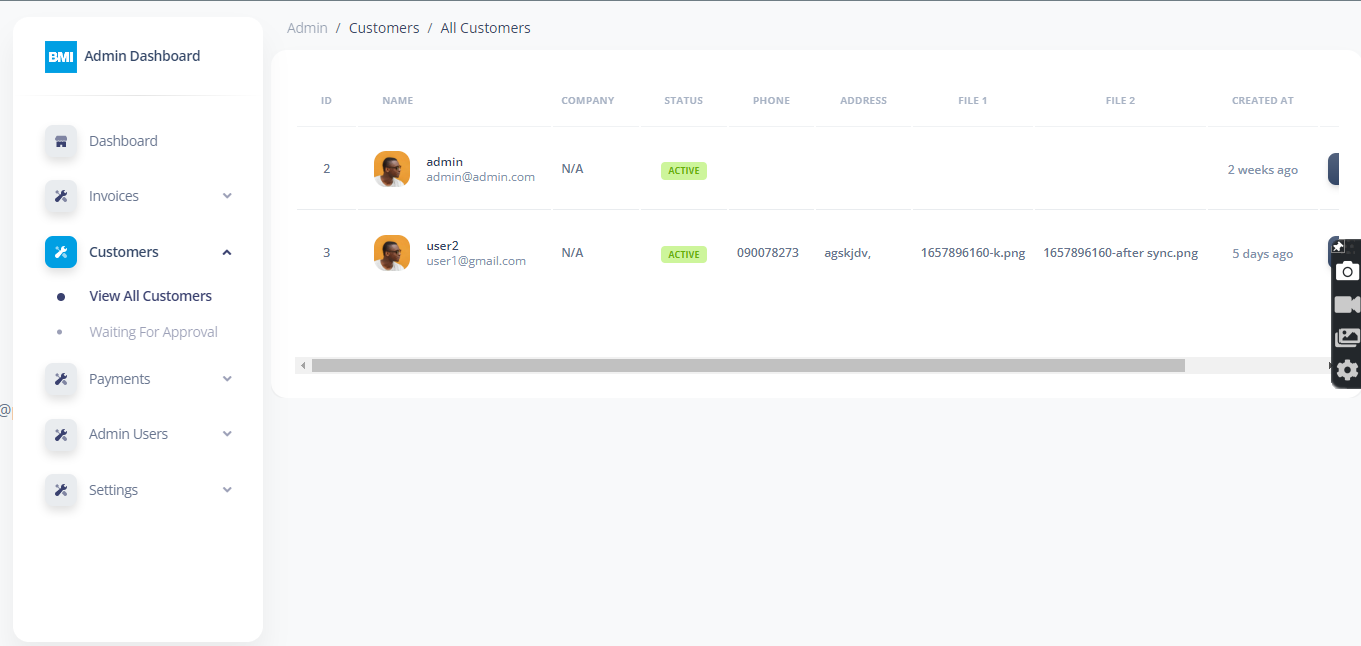 Admin / Customers / All Customers
BMI Admin Dashboard
Dashboard
Invoices
Customers
View All Customers
Waiting For Approval
Payments
Admin Users
Settings
@
ID NAME COMPANY STATUS PHONE ADDRESS FILE 1 FILE 2 CREATED AT
2 admin N/A ACTIVE 2 weeks ago
admin@admin.com
3 user2 N/A ACTIVE 090078273 agskjdv, 1657896160-k.png 1657896160-after sync.png 5 days ago
user1@gmail.com